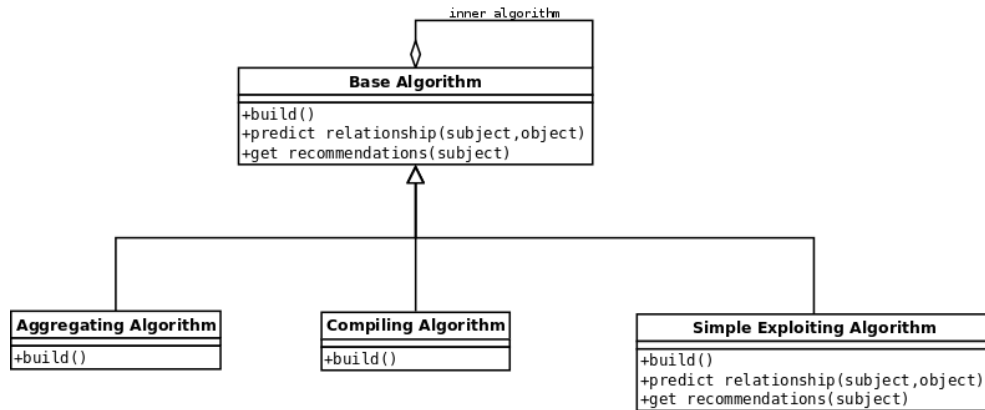 inner algorithm
Base Algorithm
+build()
+predict relationship(subject,object)
+get recommendations(subject)
Aggregating Algorithm
+build()
Compiling Algorithm
+build()
Simple Exploiting Algorithm
+build()
+predict relationship(subject,object)
+get recommendations(subject)